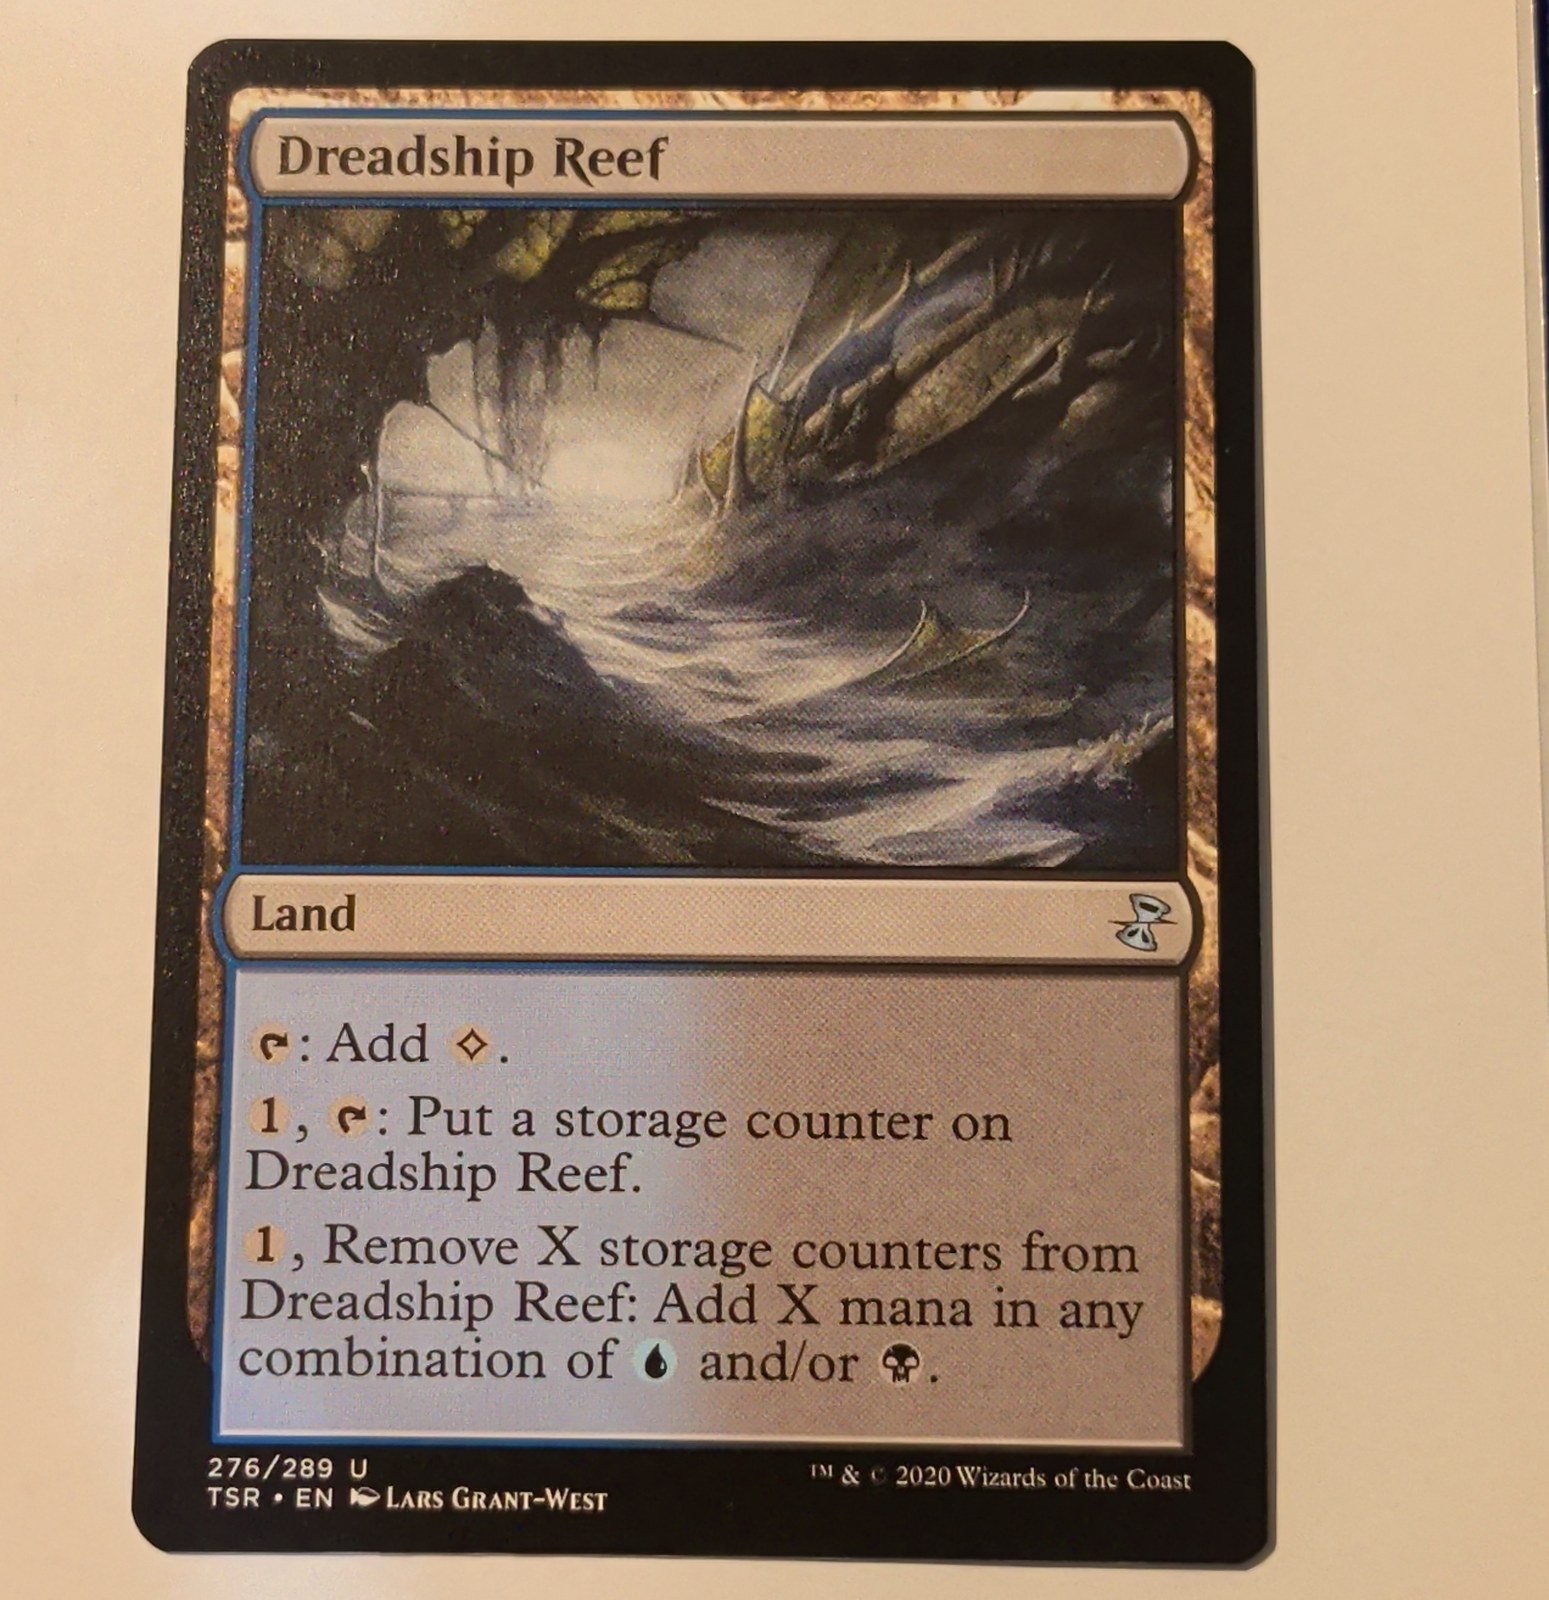 Dreadship Reef
Land
: Add .
1, : Put a storage counter on
Dreadship Reef.
1, Remove X storage counters from
Dreadship Reef: Add X mana in any
combination of and/or .
276/289 U
TSR • EN Lars Grant-West
™ & © 2020 Wizards of the Coast